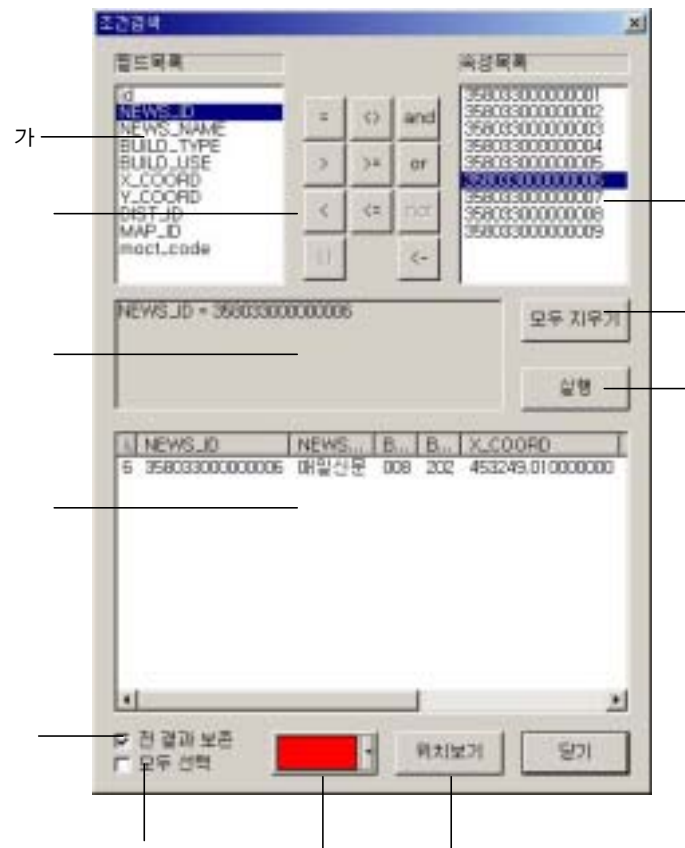 조건검색
필드목록
속성목록
id
NEWS_ID
NEWS_NAME
BUILD_TYPE
BUILD_USE
X_COORD
Y_COORD
DIST_ID
MAP_ID
moct_code
가
= <> and
> >= or
< <= not
( ) <-
358033000000001
358033000000002
358033000000003
358033000000004
358033000000005
358033000000006
358033000000007
358033000000008
358033000000009
NEWS_ID = 358033000000006
모두 지우기
실행
NEWS_ID NEWS... B... B... X_COORD
6 358033000000006 매일신문 008 202 453249.010000000
전 결과 보존
모두 선택
위치보기
닫기